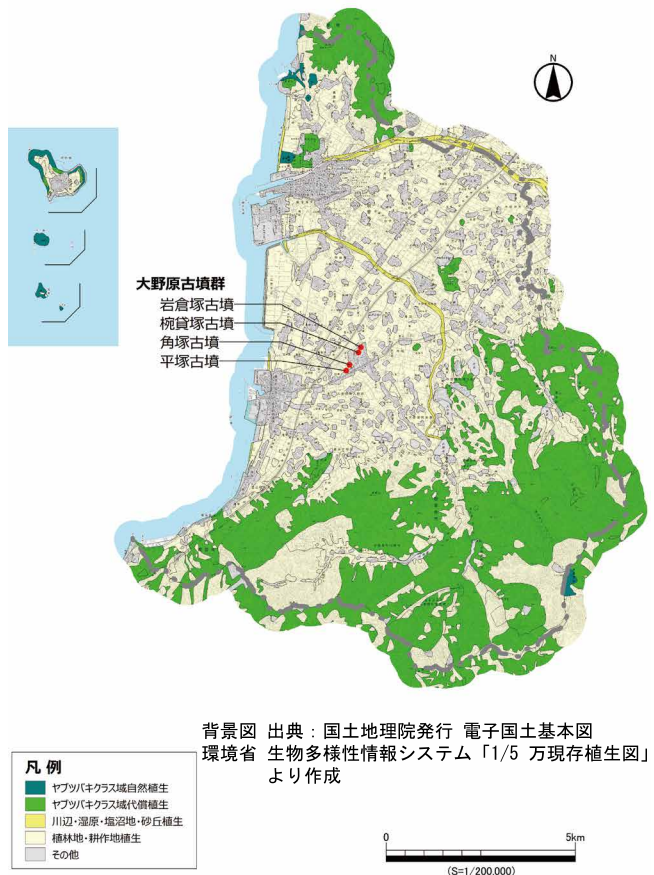 N
大野原古墳群
岩倉塚古墳
椀貸塚古墳
角塚古墳
平塚古墳
背景図 出典：国土地理院発行 電子国土基本図
環境省 生物多様性情報システム「1/5 万現存植生図」
より作成
凡例
ヤブツバキクラス域自然植生
ヤブツバキクラス域代償植生
川辺・湿原・塩沼地・砂丘植生
植林地・耕作地植生
その他
0 5km
(S=1/200,000)